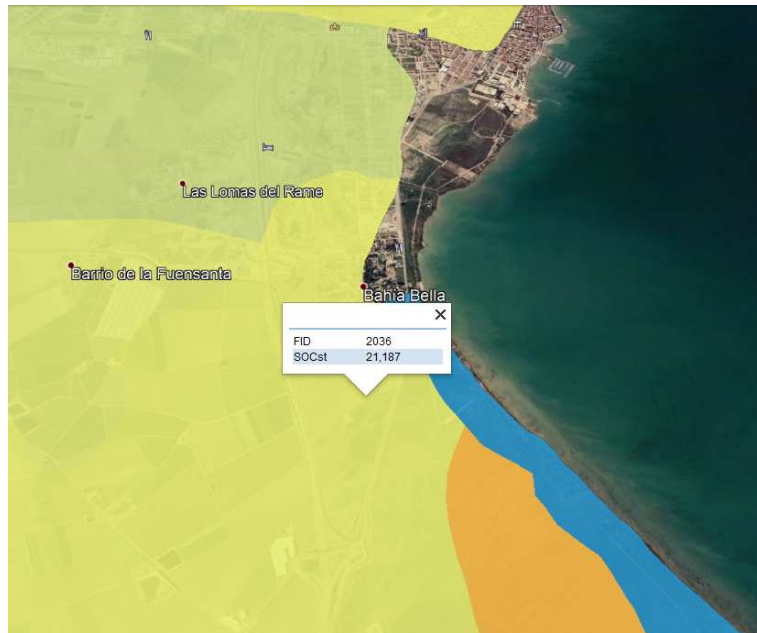 Las Lomas del Rame
Barrio de la Fuensanta
Bahía Bella
FID 2036
SOCst 21,187